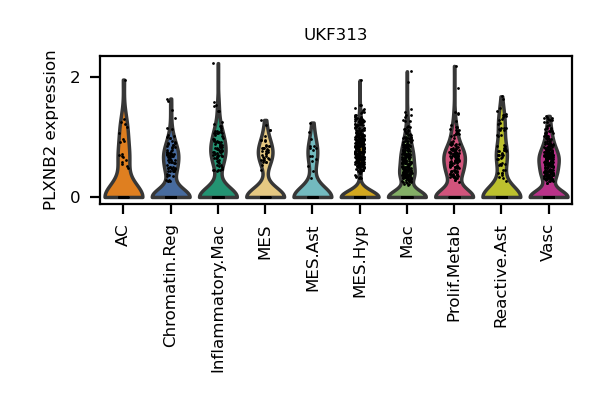 UKF313
PLXNB2 expression
2
0
AC
Chromatin.Reg
Inflammatory.Mac
MES
MES.Ast
MES.Hyp
Mac
Prolif.Metab
Reactive.Ast
Vasc